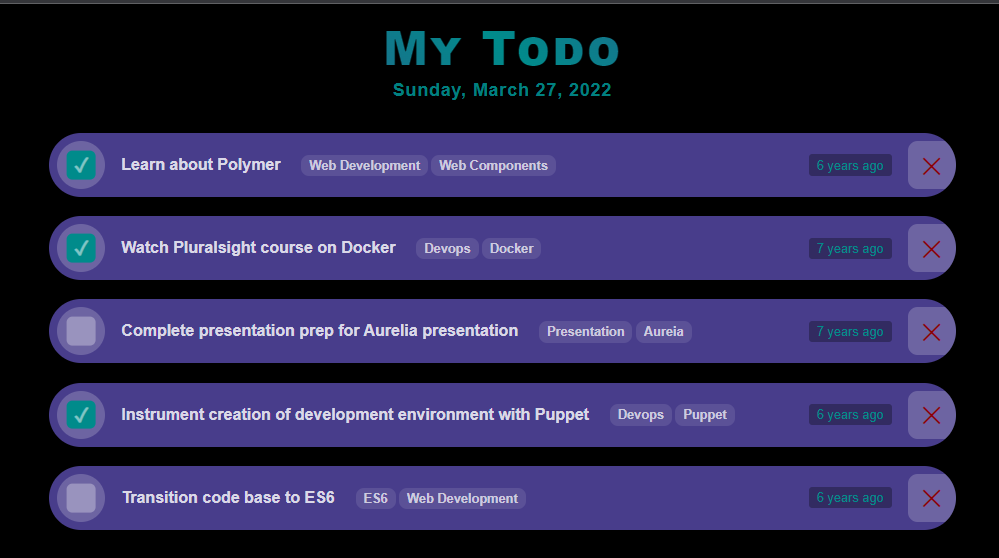 My Todo
Sunday, March 27, 2022
Learn about Polymer Web Development Web Components 6 years ago
Watch Pluralsight course on Docker Devops Docker 7 years ago
Complete presentation prep for Aurelia presentation Presentation Aureia 7 years ago
Instrument creation of development environment with Puppet Devops Puppet 6 years ago
Transition code base to ES6 ES6 Web Development 6 years ago